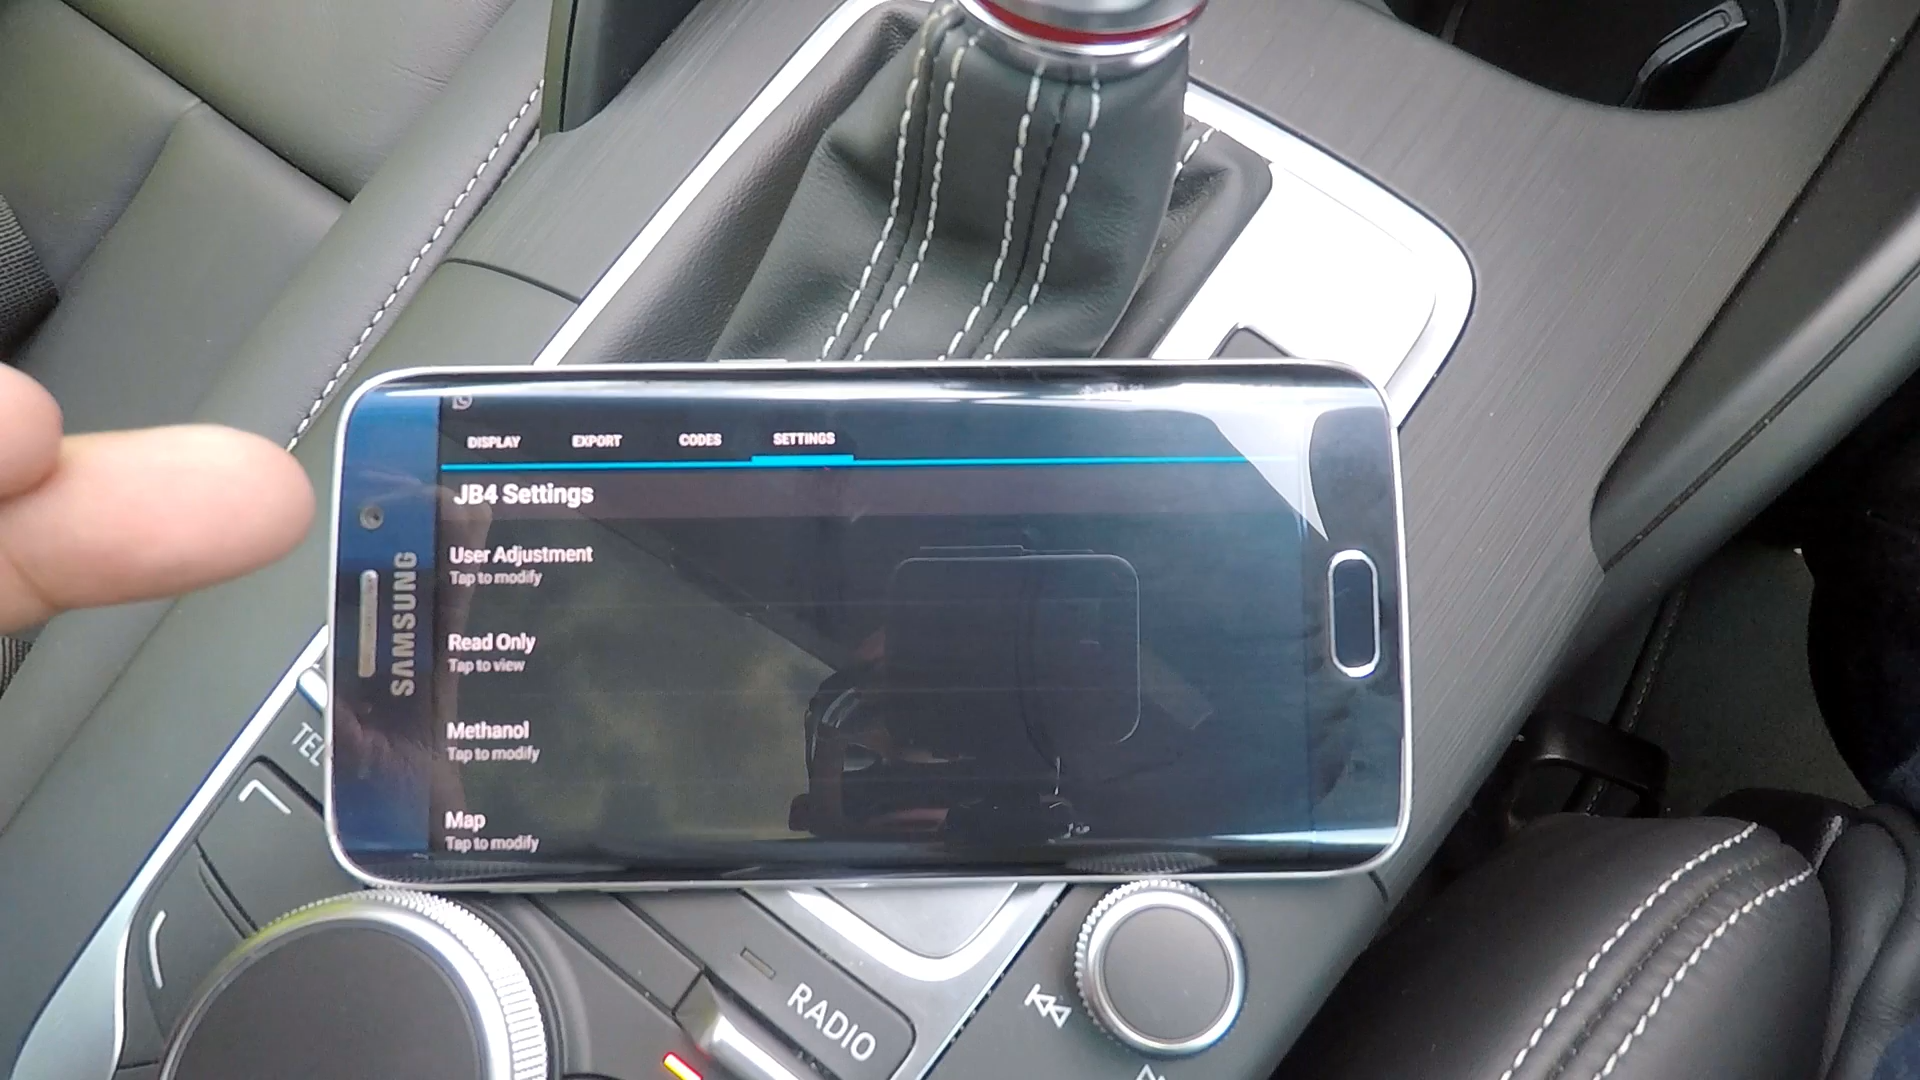 DISPLAY EXPORT CODES SETTINGS
JB4 Settings
User Adjustment
Tap to modify
Read Only
Tap to view
Methanol
Tap to modify
Map
Tap to modify
SAMSUNG
TEL
RADIO